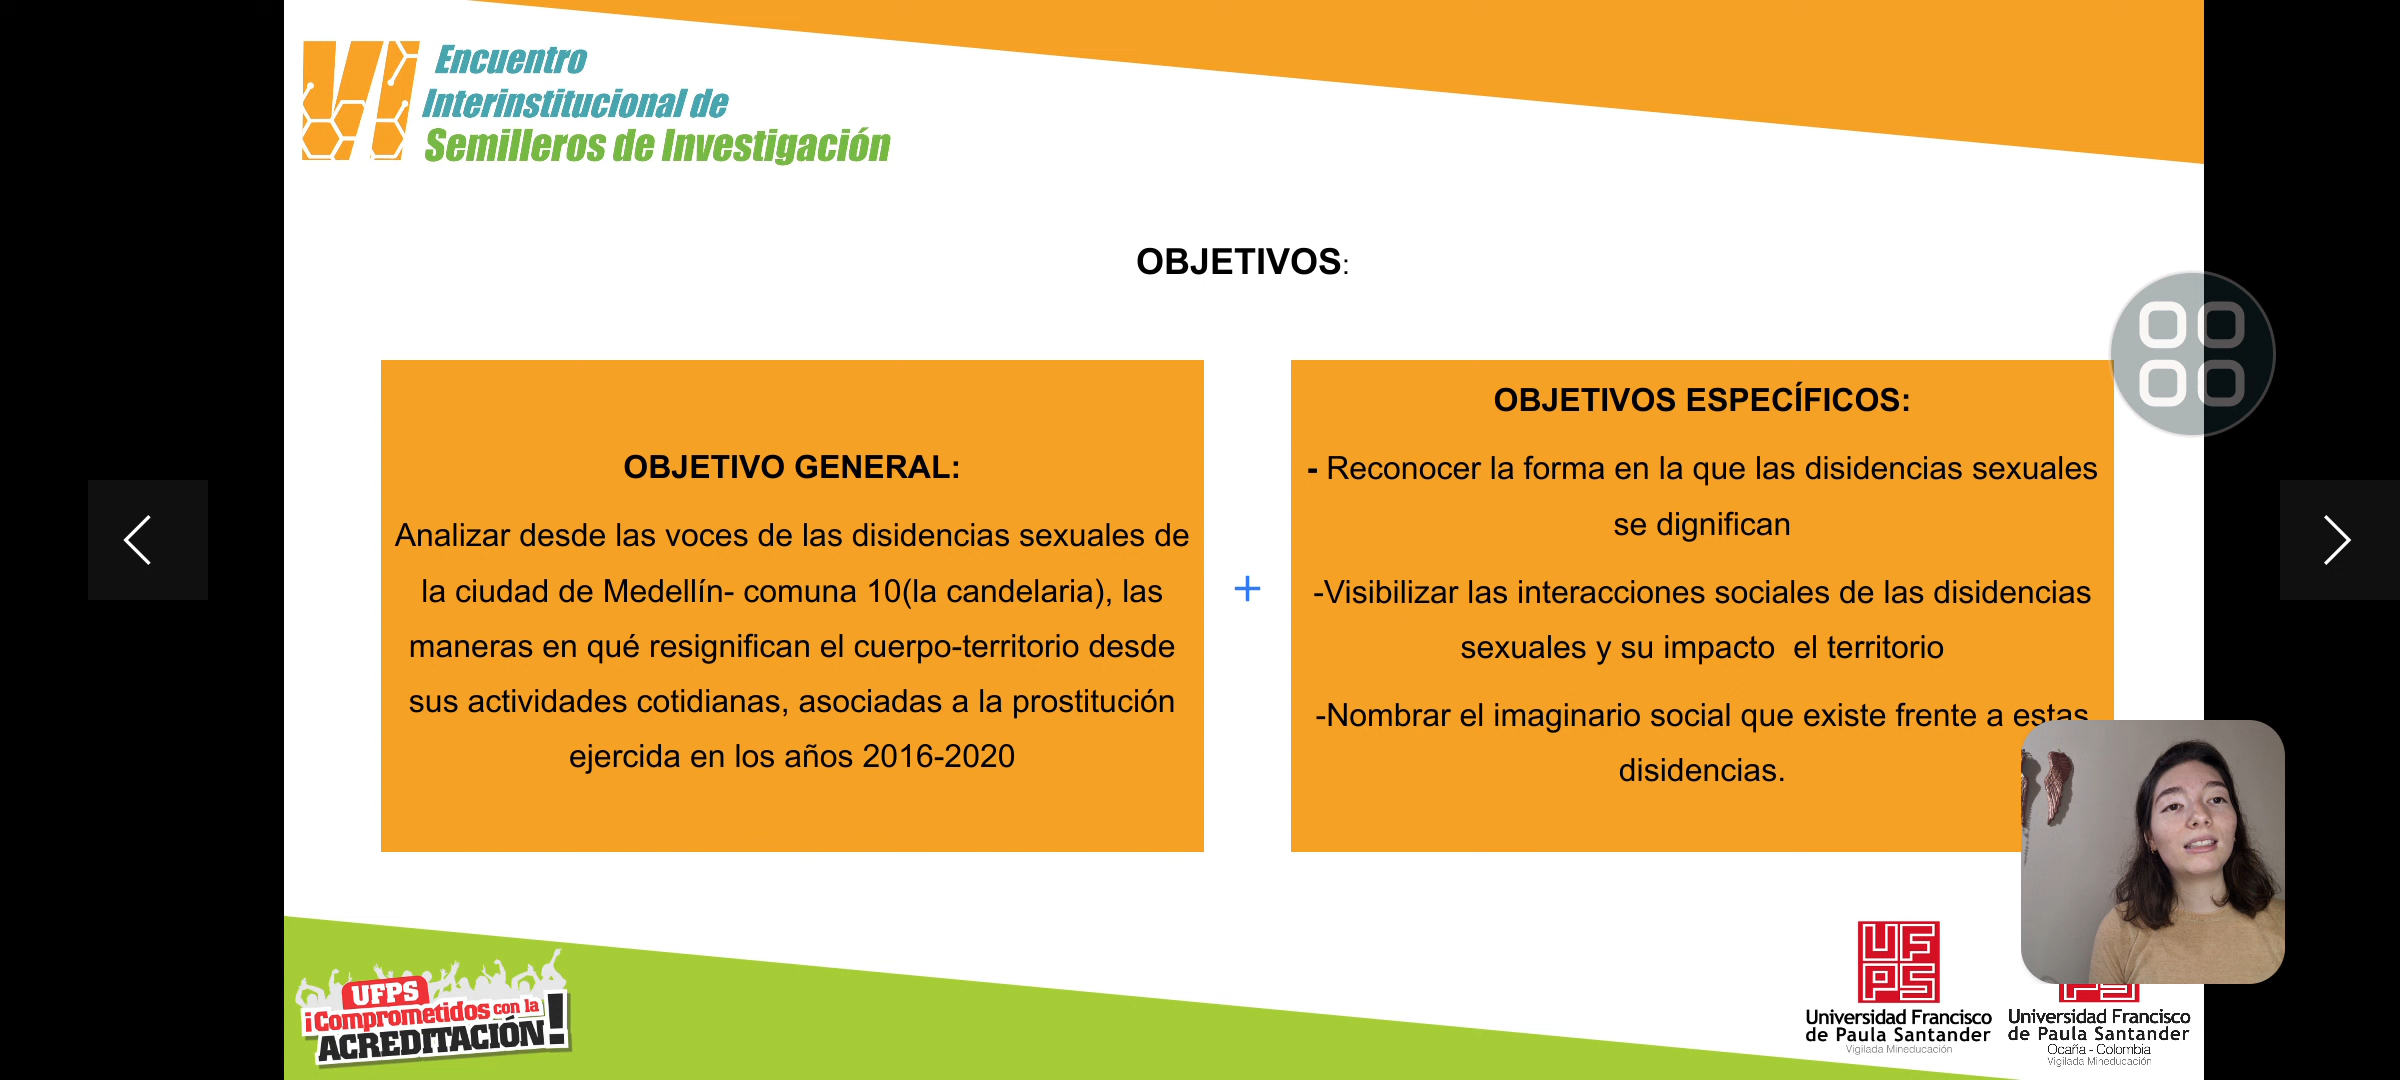 Encuentro
Interinstitucional de
Semilleros de Investigación
OBJETIVOS:
OBJETIVO GENERAL:
Analizar desde las voces de las disidencias sexuales de
la ciudad de Medellín- comuna 10(la candelaria), las
maneras en qué resignifican el cuerpo-territorio desde
sus actividades cotidianas, asociadas a la prostitución
ejercida en los años 2016-2020
OBJETIVOS ESPECÍFICOS:
- Reconocer la forma en la que las disidencias sexuales
se dignifican
-Visibilizar las interacciones sociales de las disidencias
sexuales y su impacto  el territorio
-Nombrar el imaginario social que existe frente a estas
disidencias.
UFPS
¡Comprometidos con la
ACREDITACIÓN!
UFPS
Universidad Francisco
de Paula Santander
Vigilada Mineducación
Universidad Francisco
de Paula Santander
Ocaña - Colombia
Vigilada Mineducación